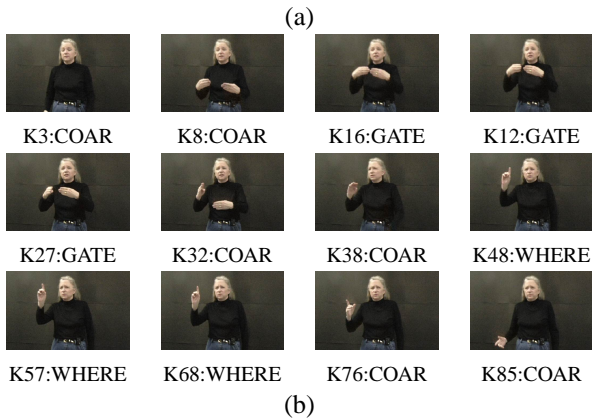 (a)
K3:COAR K8:COAR K16:GATE K12:GATE
K27:GATE K32:COAR K38:COAR K48:WHERE
K57:WHERE K68:WHERE K76:COAR K85:COAR
(b)